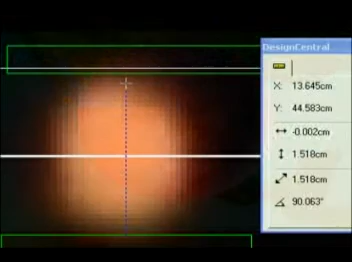 DesignCentral
X: 13.645cm
Y: 44.583cm
-0.002cm
1.518cm
1.518cm
90.063°